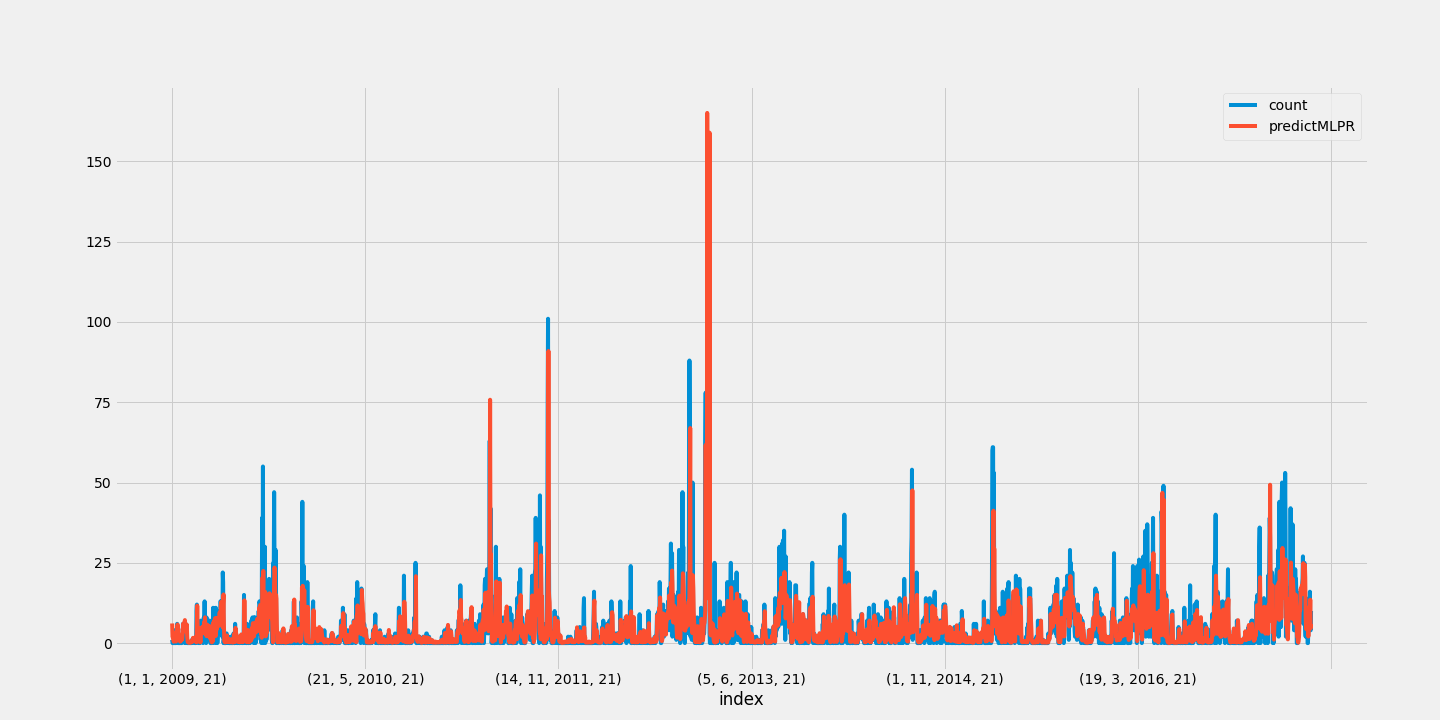 count
predictMLPR
150
125
100
75
50
25
0
(1, 1, 2009, 21) (21, 5, 2010, 21) (14, 11, 2011, 21) (5, 6, 2013, 21) (1, 11, 2014, 21) (19, 3, 2016, 21)
index